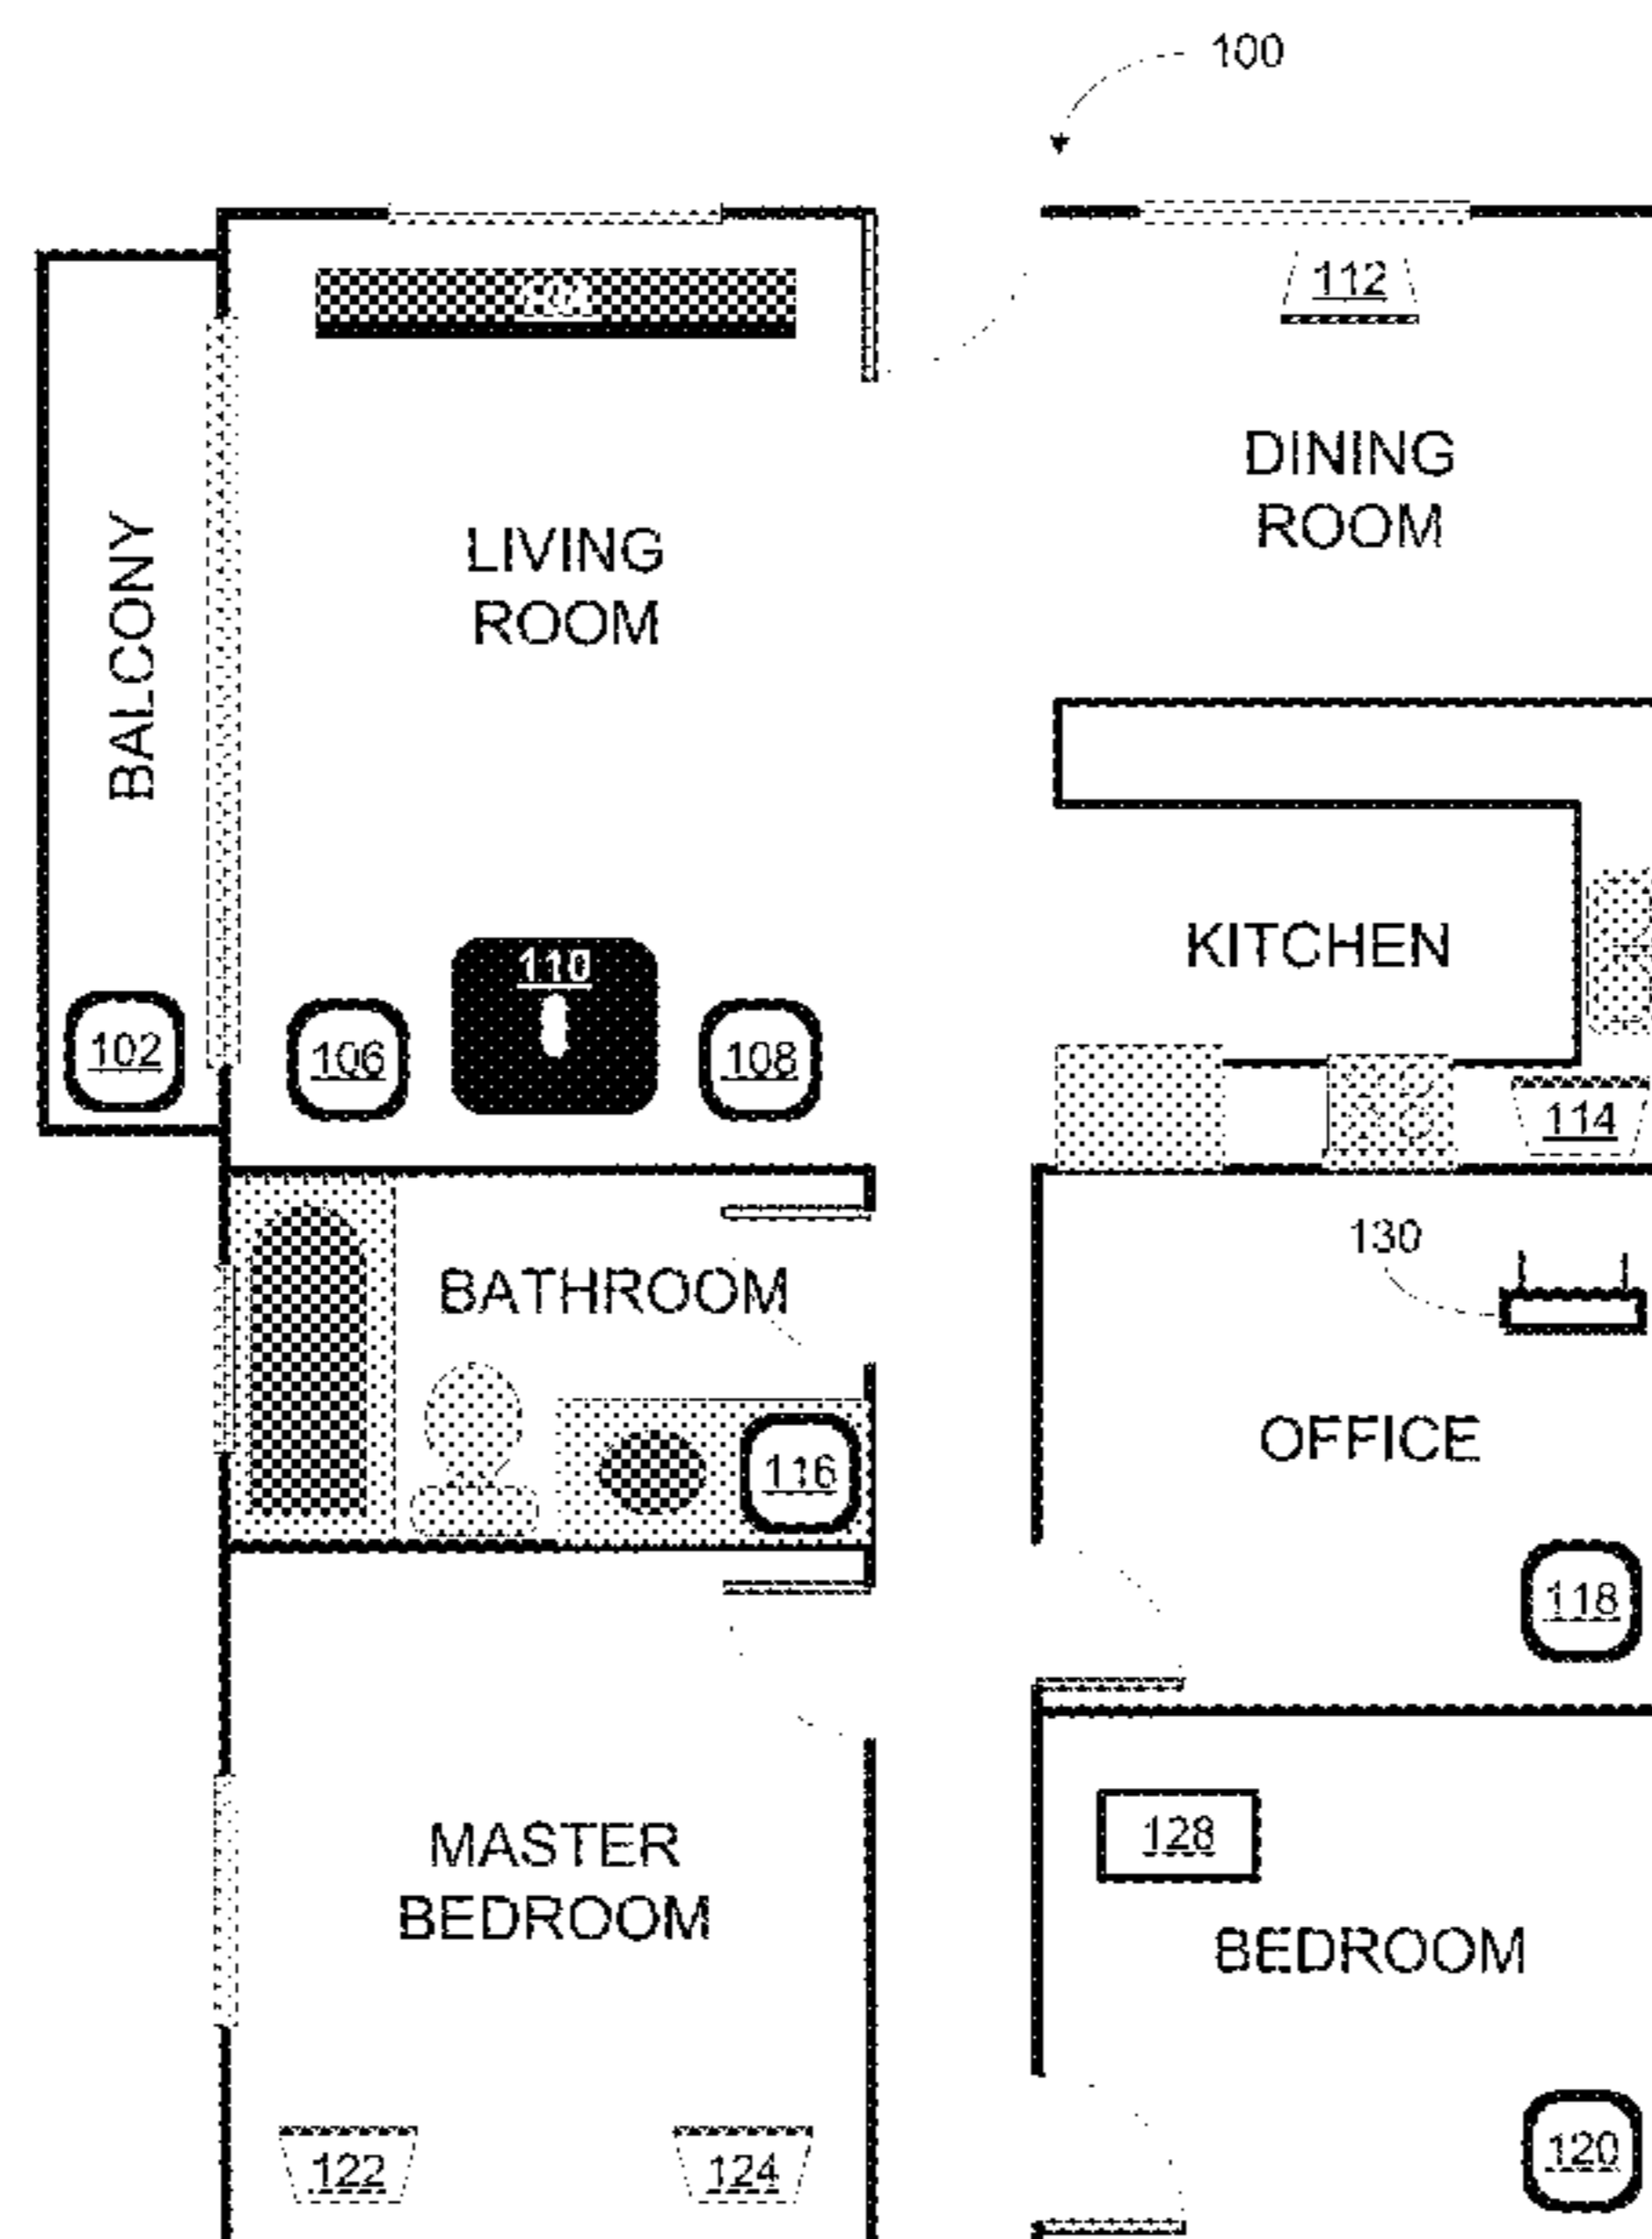 100
112
DINING
ROOM
LIVING
ROOM
BALCONY
KITCHEN
110
102
106
108
114
130
BATHROOM
OFFICE
116
118
128
MASTER
BEDROOM
BEDROOM
122
124
120